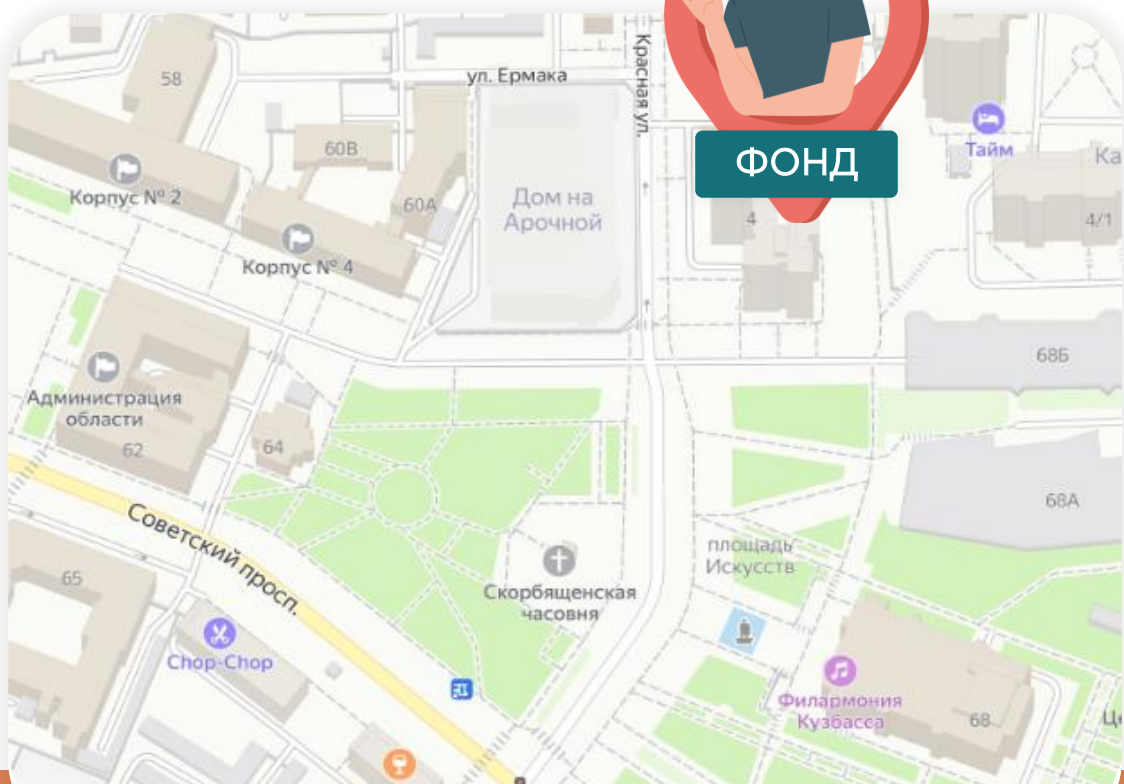 58
ул. Ермака
Красная ул.
60В
ФОНД
Тайм
Корпус № 2
60А
Дом на
Арочной
4
4/1
Корпус № 4
68Б
Администрация
области
62
64
68А
Советский просп.
площадь
Искусств
65
Скорбященская
часовня
Chop-Chop
Филармония
Кузбасса
68